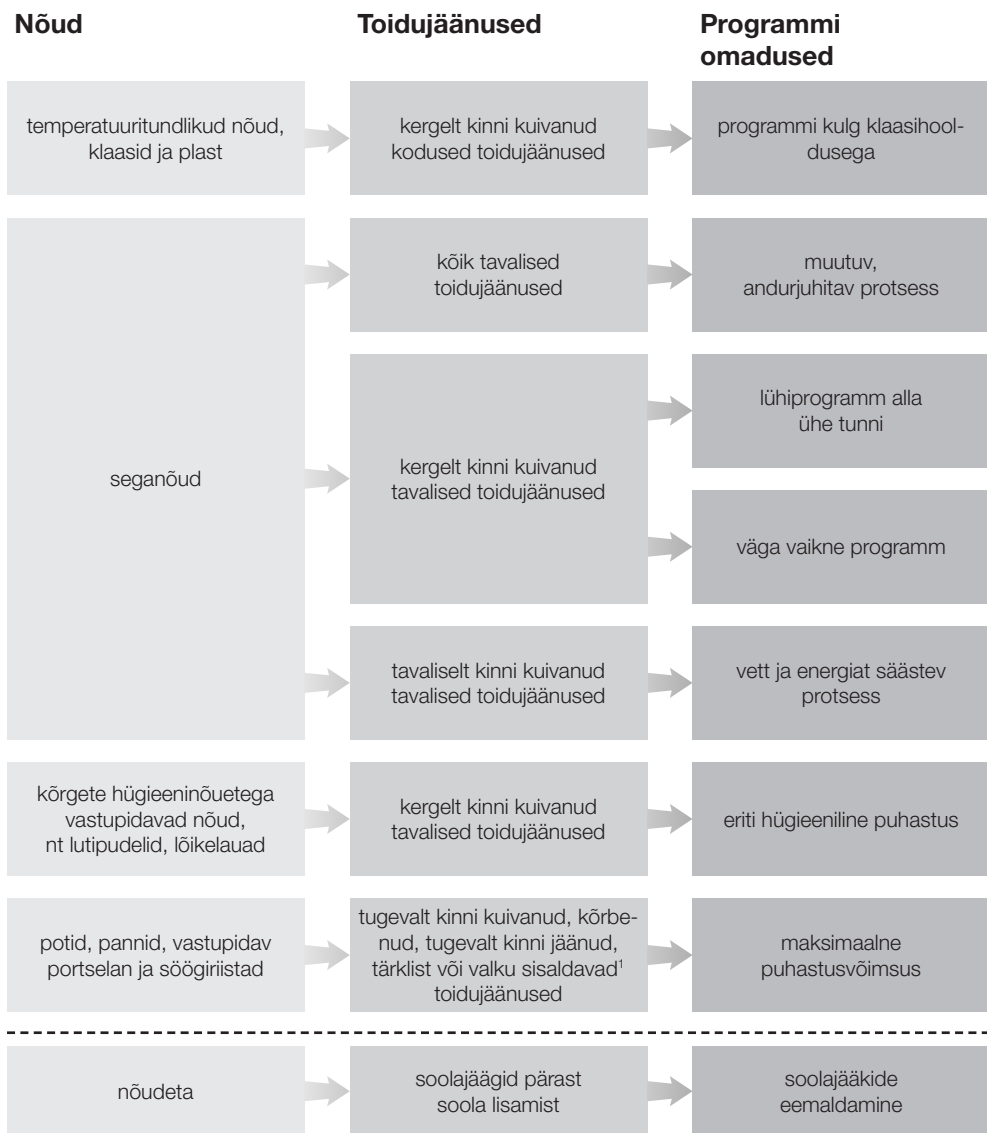 Nõud
Toidujäänused
Programmi
omadused
temperatuuritundlikud nõud,
klaasid ja plast
kergelt kinni kuivanud
kodused toidujäänused
programmi kulg klaasihool-
dusega
seganõud
kõik tavalised
toidujäänused
muutuv,
andurjuhitav protsess
kergelt kinni kuivanud
tavalised toidujäänused
lühiprogramm alla
ühe tunni
väga vaikne programm
tavaliselt kinni kuivanud
tavalised toidujäänused
vett ja energiat säästev
protsess
kõrgete hügieeninõuetega
vastupidavad nõud,
nt lutipudelid, lõikelauad
kergelt kinni kuivanud
tavalised toidujäänused
eriti hügieeniline puhastus
potid, pannid, vastupidav
portselan ja söögiriistad
tugevalt kinni kuivanud, kõrbe-
nud, tugevalt kinni jäänud,
tärklist või valku sisaldavad¹
toidujäänused
maksimaalne
puhastusvõimsus
nõudeta
soolajäägid pärast
soola lisamist
soolajääkide
eemaldamine